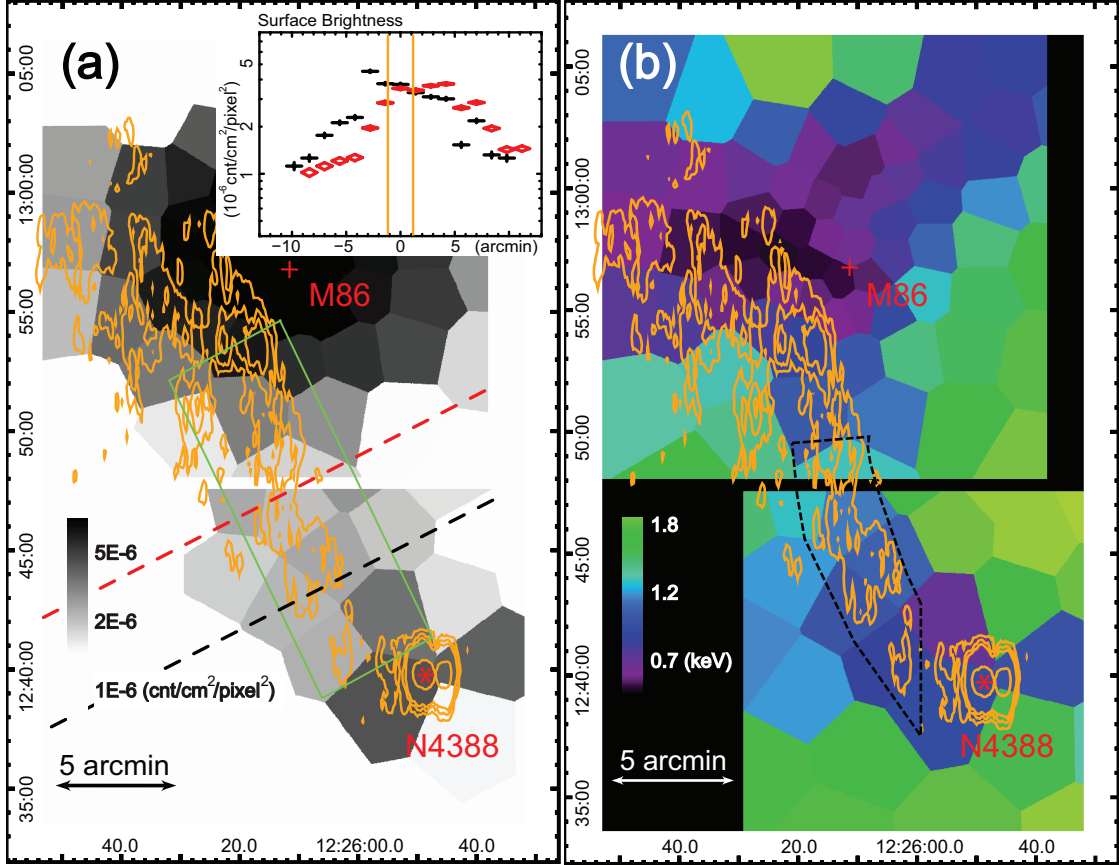 (a)
Surface Brightness
5
2
1
(10⁻⁶cnt/cm²/pixel²)
−10 −5 0 5 (arcmin)
M86
5E-6
2E-6
1E-6 (cnt/cm²/pixel²)
N4388
5 arcmin
05:00
13:00:00
55:00
50:00
45:00
12:40:00
35:00
40.0 20.0 12:26:00.0 40.0
(b)
M86
1.8
1.2
0.7 (keV)
N4388
5 arcmin
05:00
13:00:00
55:00
50:00
45:00
12:40:00
35:00
40.0 20.0 12:26:00.0 40.0